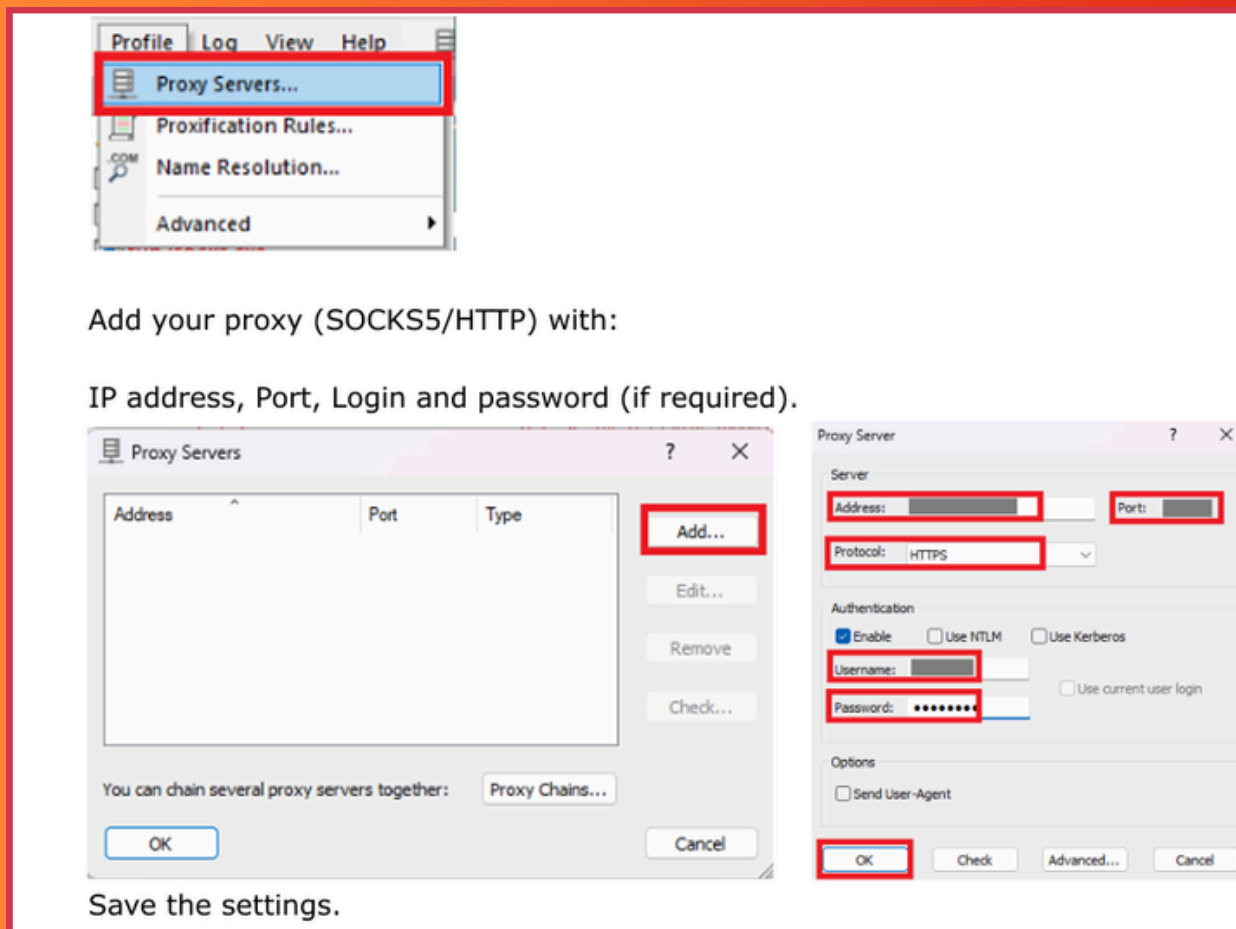 Profile Log View Help
Proxy Servers...
Proxification Rules...
.COM
Name Resolution...
Advanced
Add your proxy (SOCKS5/HTTP) with:
IP address, Port, Login and password (if required).
Proxy Servers ?
Address Port Type
Add...
Edit...
Remove
Check...
You can chain several proxy servers together: Proxy Chains...
OK Cancel
Proxy Server ?
Server
Address: Port:
Protocol: HTTPS
Authentication
Enable Use NTLM Use Kerberos
Username:
Use current user login
Password: ••••••••
Options
Send User-Agent
OK Check Advanced... Cancel
Save the settings.